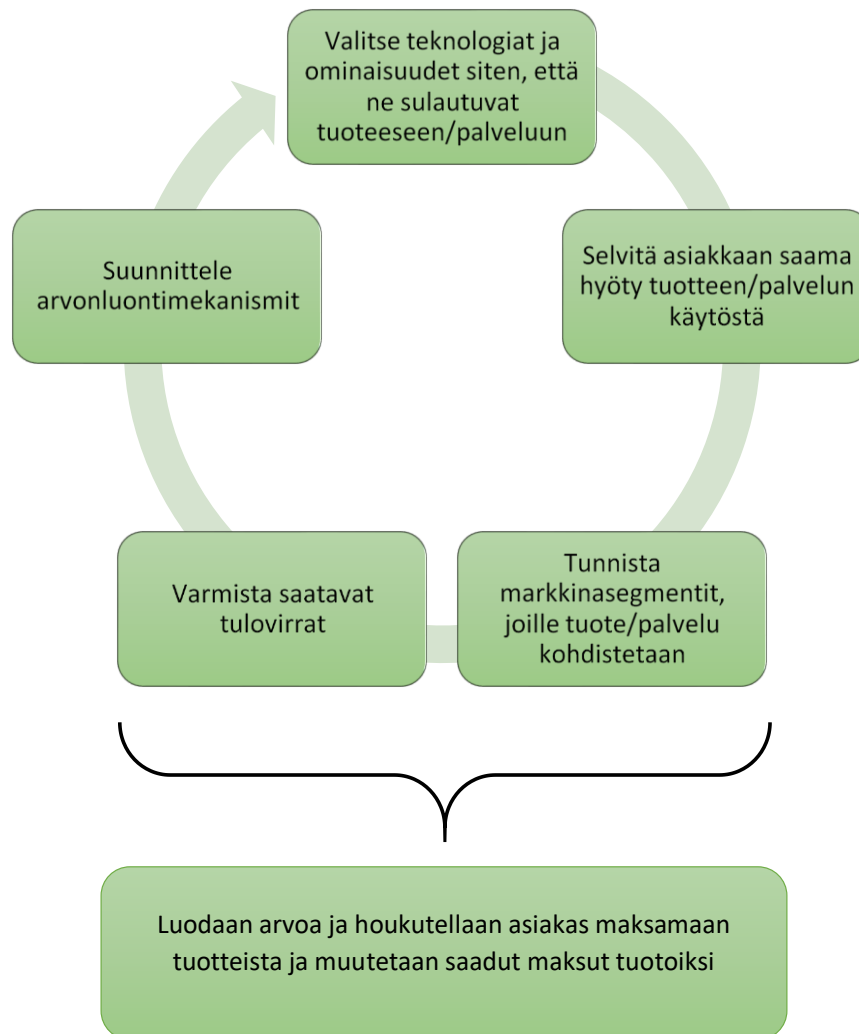 Valitse teknologiat ja
ominaisuudet siten, että
ne sulautuvat
tuoteeseen/palveluun
Selvitä asiakkaan saama
hyöty tuotteen/palvelun
käytöstä
Tunnista
markkinasegmentit,
joille tuote/palvelu
kohdistetaan
Varmista saatavat
tulovirrat
Suunnittele
arvonluontimekanismit
Luodaan arvoa ja houkutellaan asiakas maksamaan
tuotteista ja muutetaan saadut maksut tuotoiksi